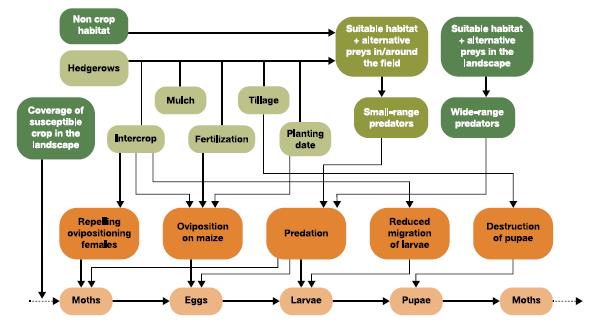 Non crop
habitat
Suitable habitat
+ alternative
preys in/around
the field
Suitable habitat
+ alternative
preys in the
landscape
Hedgerows
Mulch
Tillage
Coverage of
susceptible
crop in the
landscape
Small-range
predators
Wide-range
predators
Intercrop
Fertilization
Planting
date
Repelling
ovipositioning
females
Oviposition
on maize
Predation
Reduced
migration
of larvae
Destruction
of pupae
Moths
Eggs
Larvae
Pupae
Moths